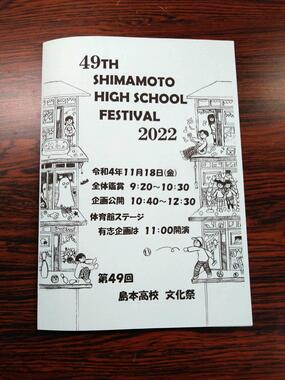 49TH
SHIMAMOTO
HIGH SCHOOL
FESTIVAL
2022
令和4年11月18日(金)
全体鑑賞 9:20～10:30
企画公開 10:40～12:30
体育館ステージ
有志企画は 11:00開演
第49回
島本高校 文化祭